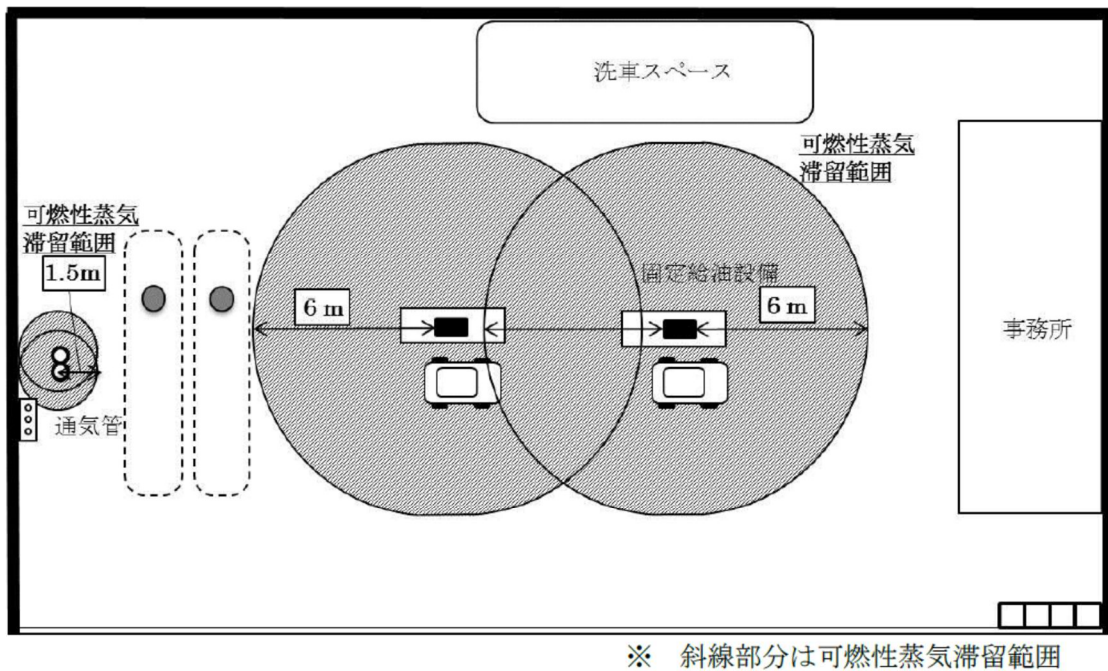 洗車スペース
可燃性蒸気
滞留範囲
可燃性蒸気
滞留範囲
1.5m
固定給油設備
6 m
6 m
事務所
通気管
※ 斜線部分は可燃性蒸気滞留範囲